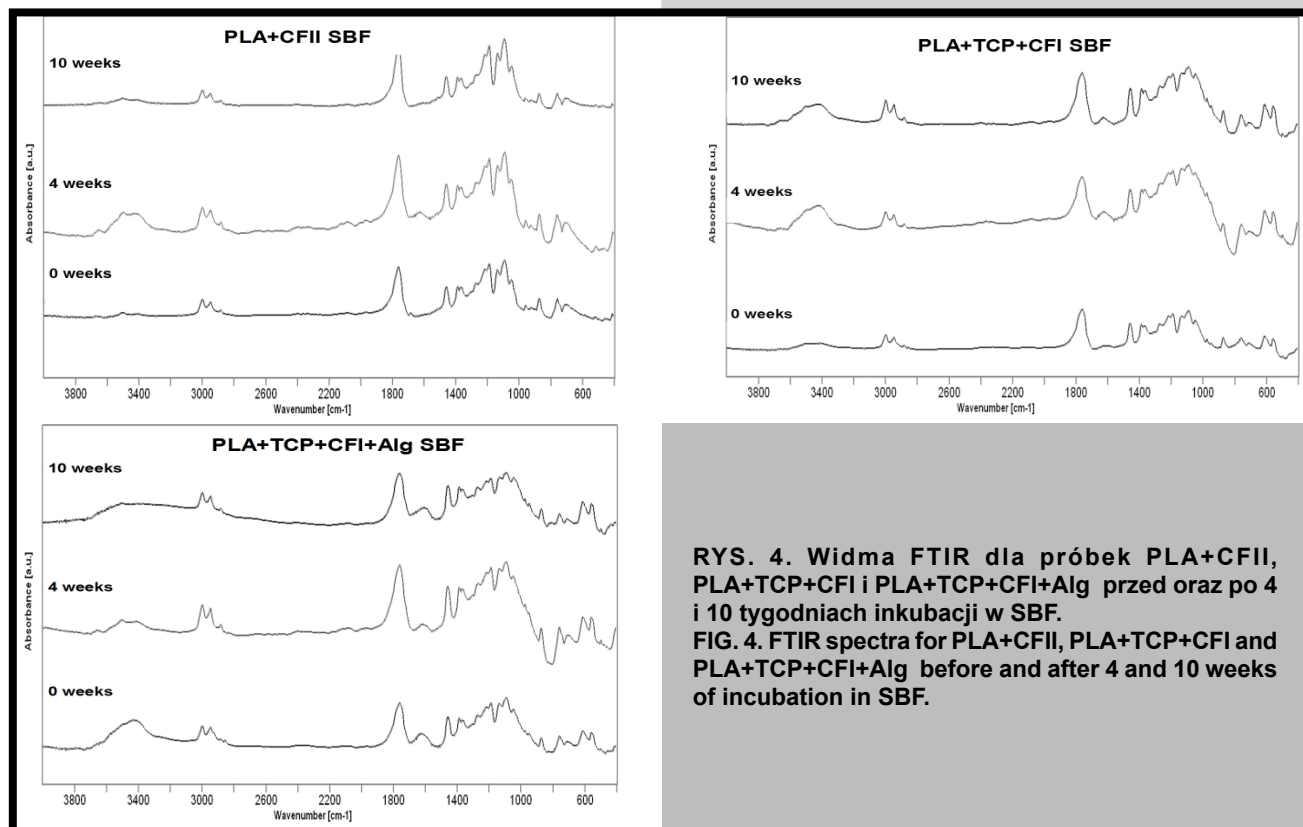 PLA+CFII SBF
10 weeks
4 weeks
0 weeks
Absorbance [a.u.]
3800 3400 3000 2600 2200 1800 1400 1000 600
Wavenumber [cm-1]
PLA+TCP+CFI SBF
10 weeks
4 weeks
0 weeks
Absorbance [a.u.]
3800 3400 3000 2600 2200 1800 1400 1000 600
Wavenumber [cm-1]
PLA+TCP+CFI+Alg SBF
10 weeks
4 weeks
0 weeks
Absorbance [a.u.]
3800 3400 3000 2600 2200 1800 1400 1000 600
Wavenumber [cm-1]
RYS. 4. Widma FTIR dla próbek PLA+CFII,
PLA+TCP+CFI i PLA+TCP+CFI+Alg przed oraz po 4
i 10 tygodniach inkubacji w SBF.
FIG. 4. FTIR spectra for PLA+CFII, PLA+TCP+CFI and
PLA+TCP+CFI+Alg before and after 4 and 10 weeks
of incubation in SBF.